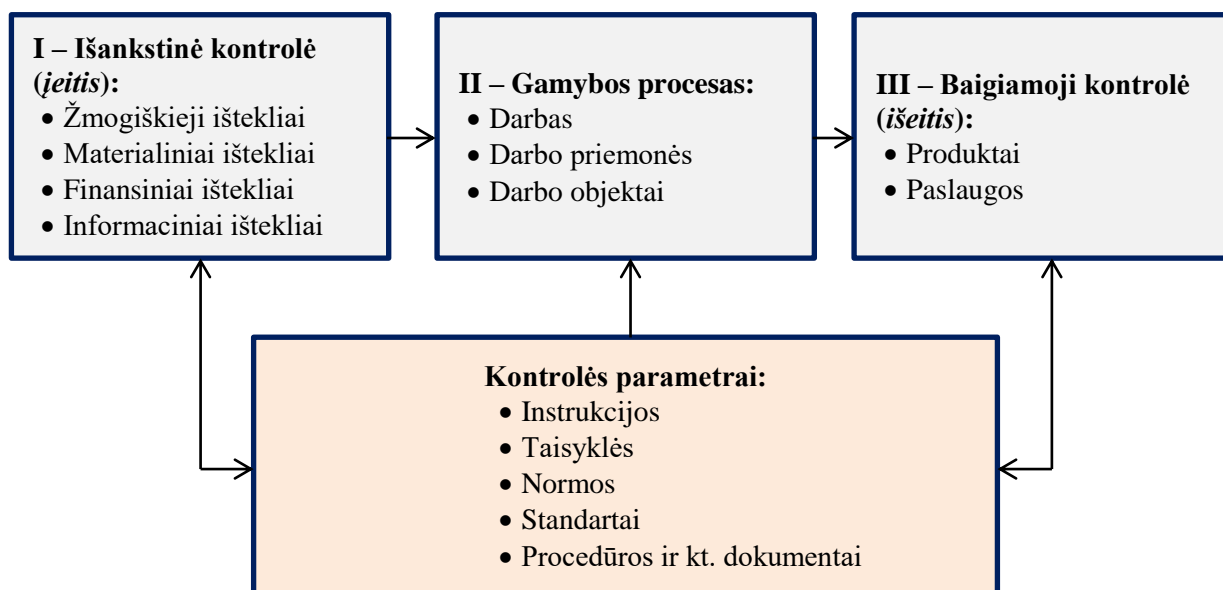 I – Išankstinė kontrolė
(įeitis):
• Žmogiškieji ištekliai
• Materialiniai ištekliai
• Finansiniai ištekliai
• Informaciniai ištekliai
II – Gamybos procesas:
• Darbas
• Darbo priemonės
• Darbo objektai
III – Baigiamoji kontrolė
(išeitis):
• Produktai
• Paslaugos
Kontrolės parametrai:
• Instrukcijos
• Taisyklės
• Normos
• Standartai
• Procedūros ir kt. dokumentai